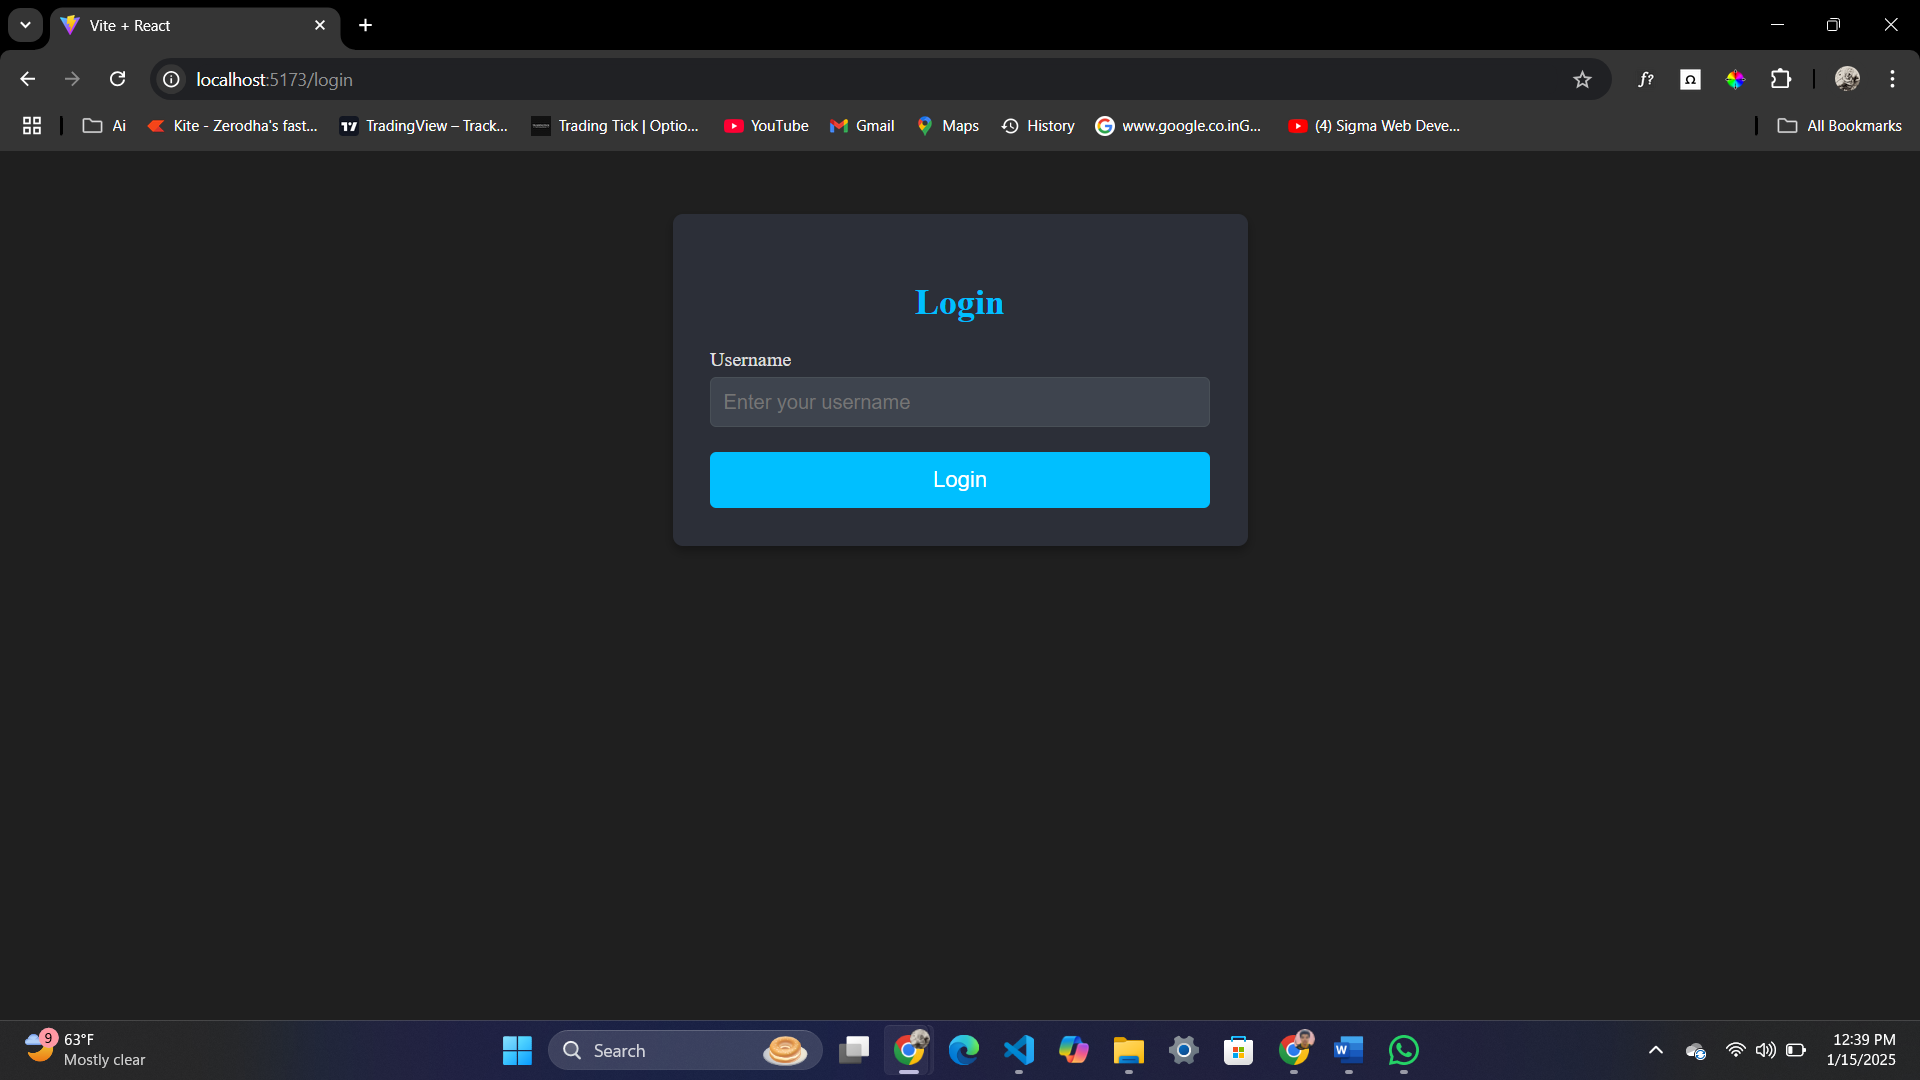 Vite + React
localhost:5173/login
f?
Ω
Ai
Kite - Zerodha's fast...
TradingView – Track...
Trading Tick | Optio...
YouTube
Gmail
Maps
History
www.google.co.inG...
(4) Sigma Web Deve...
All Bookmarks
Login
Username
Enter your username
Login
9
63°F
Mostly clear
Search
W
12:39 PM
1/15/2025